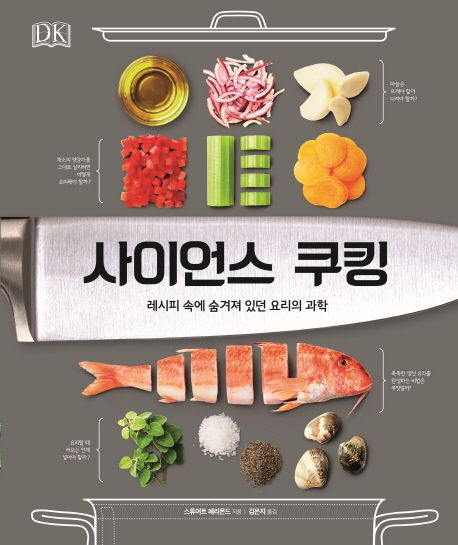 DK
마늘은
으깨야 할까
다져야 할까?
채소의 영양가를
그대로 살리려면
어떻게
요리해야 할까?
사이언스 쿠킹
레시피 속에 숨겨져 있던 요리의 과학
촉촉한 생선 요리를
완성하는 비법은
무엇일까?
요리할 때
허브는 언제
넣어야 할까?
스튜어트 페리몬드 지음 | 김은지 옮김